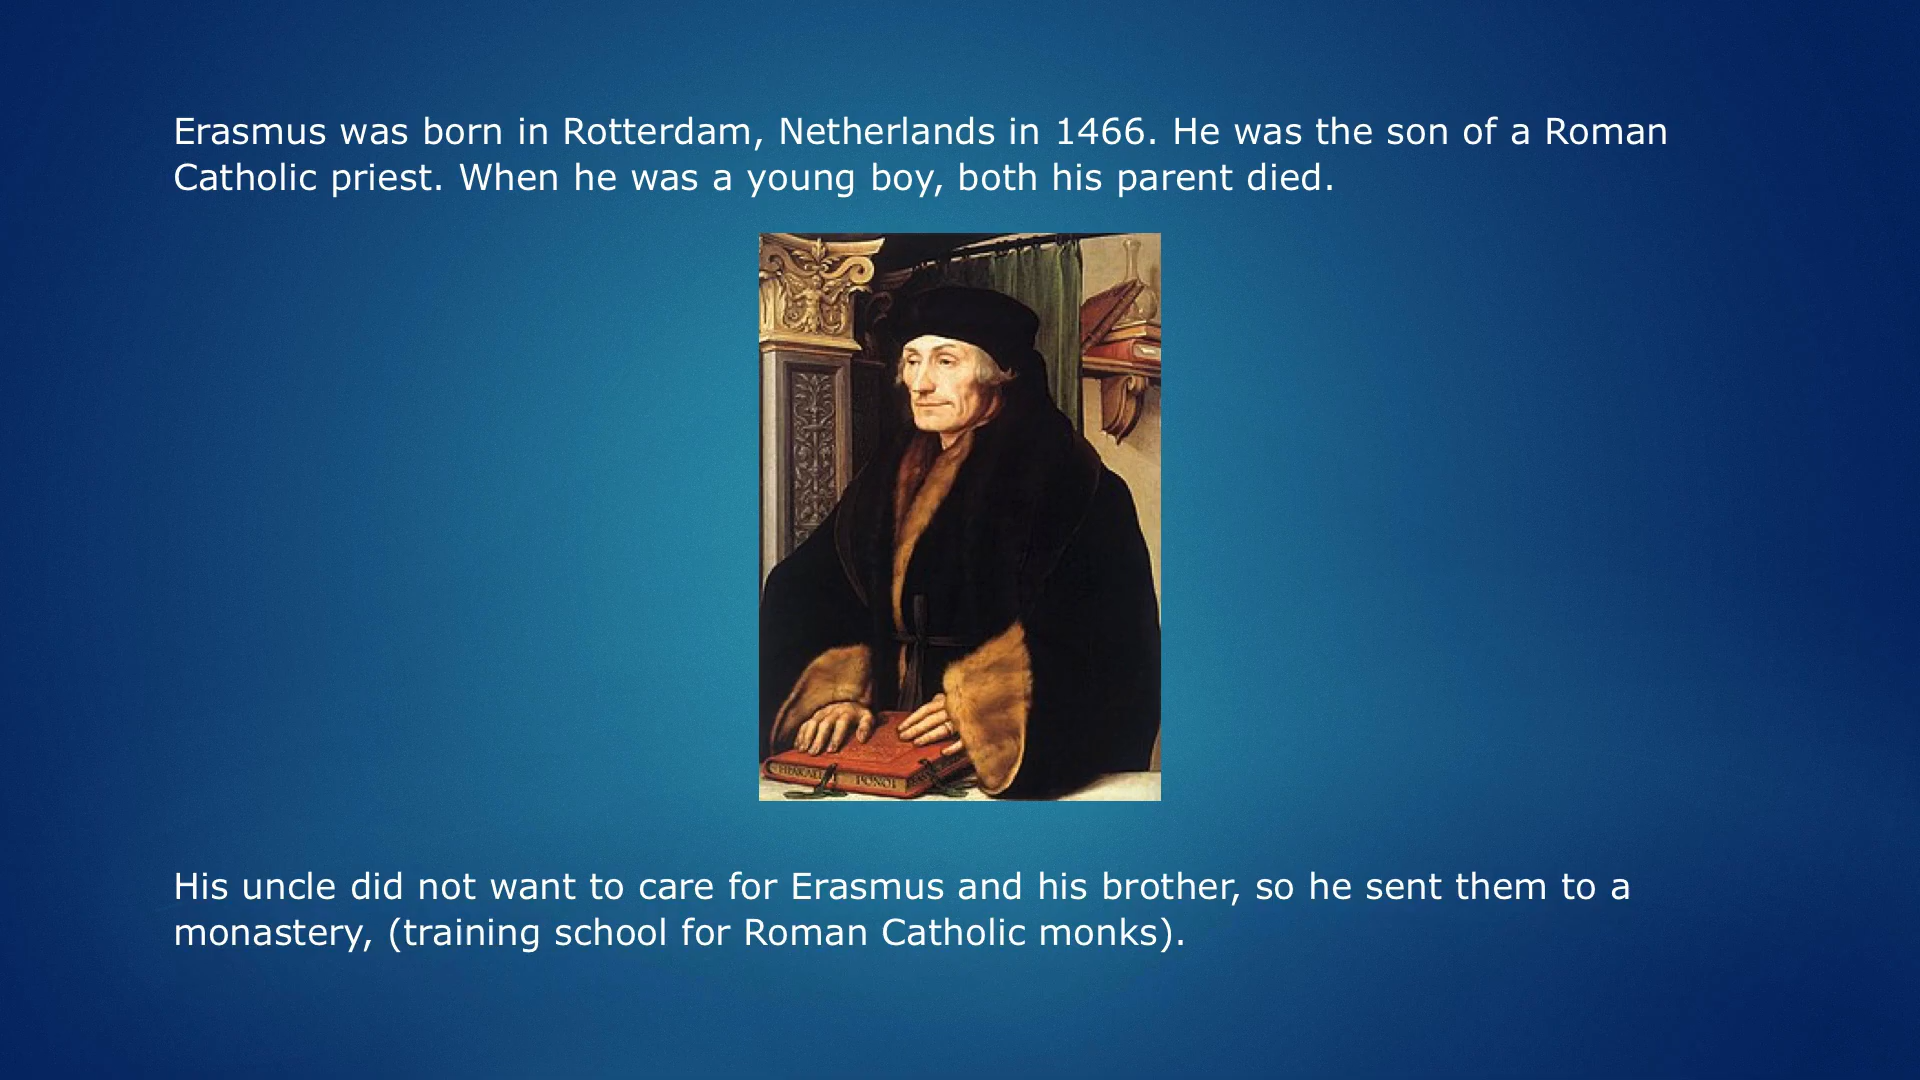 Erasmus was born in Rotterdam, Netherlands in 1466. He was the son of a Roman
Catholic priest. When he was a young boy, both his parent died.
His uncle did not want to care for Erasmus and his brother, so he sent them to a
monastery, (training school for Roman Catholic monks).